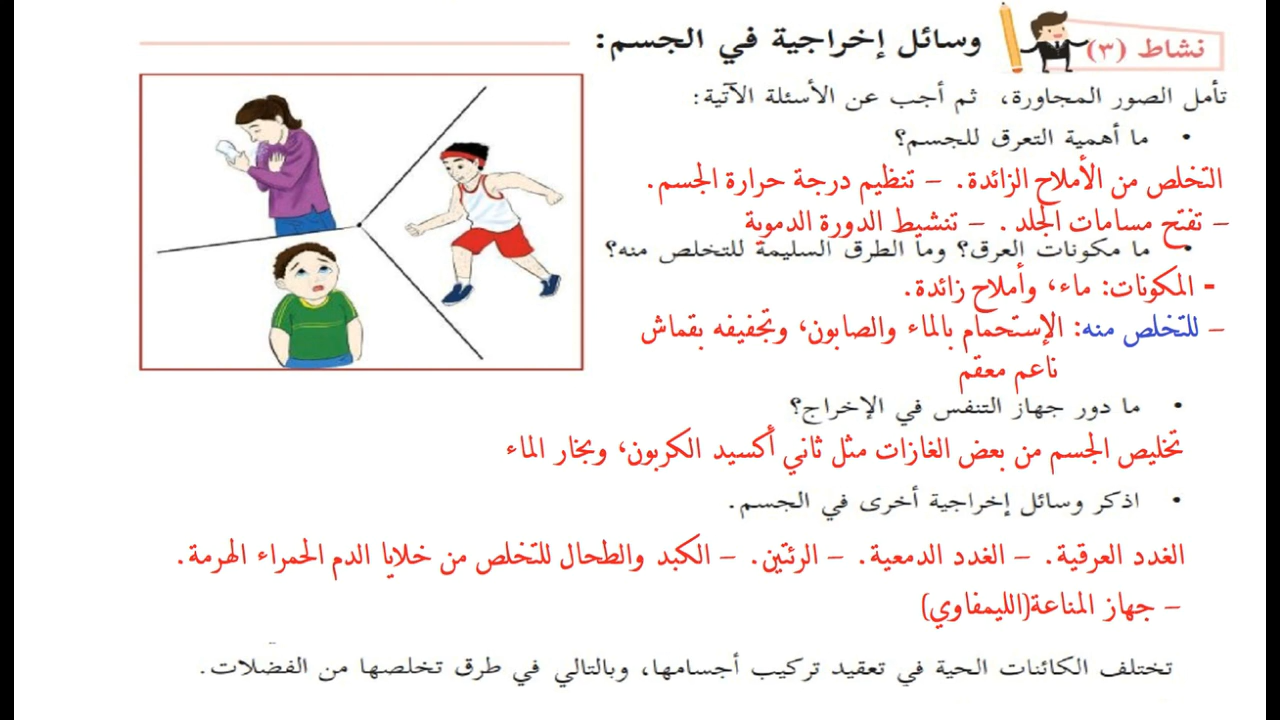 نشاط (٣)
وسائل إخراجية في الجسم:
تأمل الصور المجاورة، ثم أجب عن الأسئلة الآتية:
• ما أهمية التعرق للجسم؟
التخلص من الأملاح الزائدة. – تنظيم درجة حرارة الجسم.
– تفتح مسامات الجلد . – تنشيط الدورة الدموية
• ما مكونات العرق؟ وما الطرق السليمة للتخلص منه؟
- المكونات: ماء، وأملاح زائدة.
– للتخلص منه: الإستحمام بالماء والصابون، وتجفيفه بقماش
ناعم معقم
• ما دور جهاز التنفس في الإخراج؟
تخليص الجسم من بعض الغازات مثل ثاني أكسيد الكربون، وبخار الماء
• اذكر وسائل إخراجية أخرى في الجسم.
الغدد العرقية. – الغدد الدمعية. – الرئتين. – الكبد والطحال للتخلص من خلايا الدم الحمراء الهرمة.
– جهاز المناعة(الليمفاوي)
تختلف الكائنات الحية في تعقيد تركيب أجسامها، وبالتالي في طرق تخلصها من الفضلات.